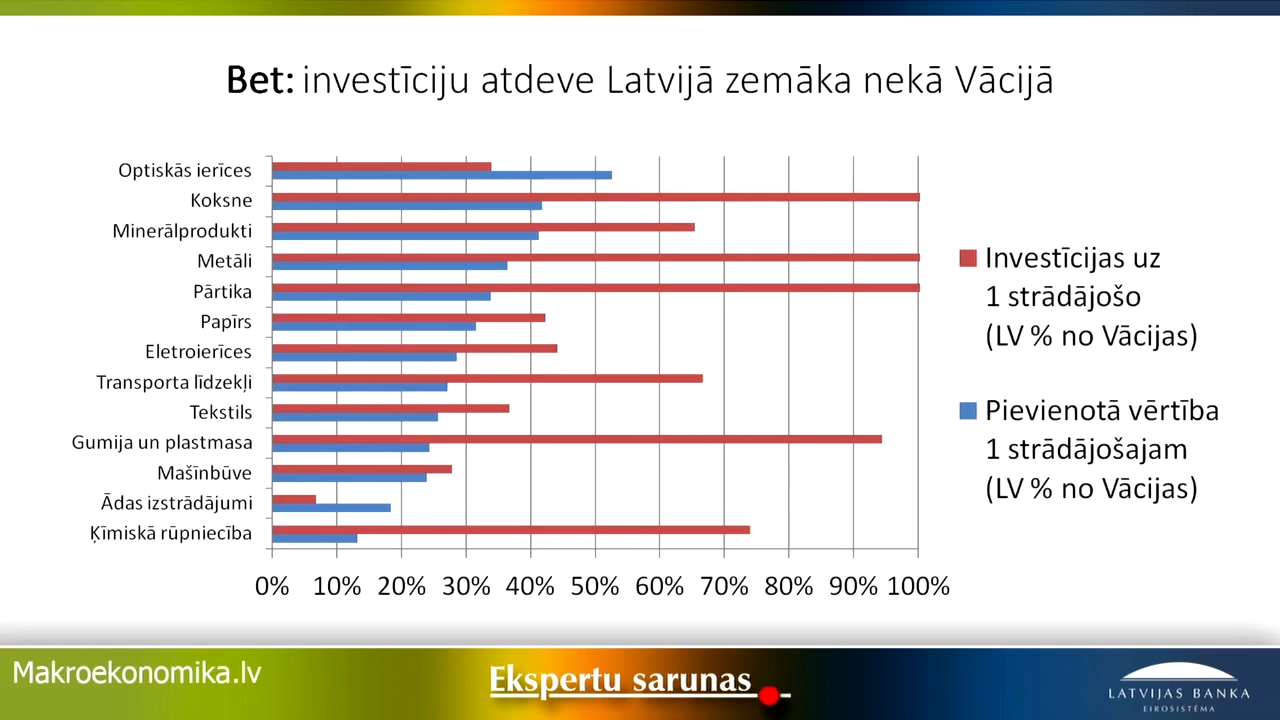 Bet: investīciju atdeve Latvijā zemāka nekā Vācijā
Optiskās ierīces
Koksne
Minerālprodukti
Metāli
Pārtika
Papīrs
Eletroierīces
Transporta līdzekļi
Tekstils
Gumija un plastmasa
Mašīnbūve
Ādas izstrādājumi
Ķīmiskā rūpniecība
0% 10% 20% 30% 40% 50% 60% 70% 80% 90% 100%
Investīcijas uz
1 strādājošo
(LV % no Vācijas)
Pievienotā vērtība
1 strādājošajam
(LV % no Vācijas)
Makroekonomika.lv
Ekspertu sarunas
LATVIJAS BANKA
EIROSISTĒMA